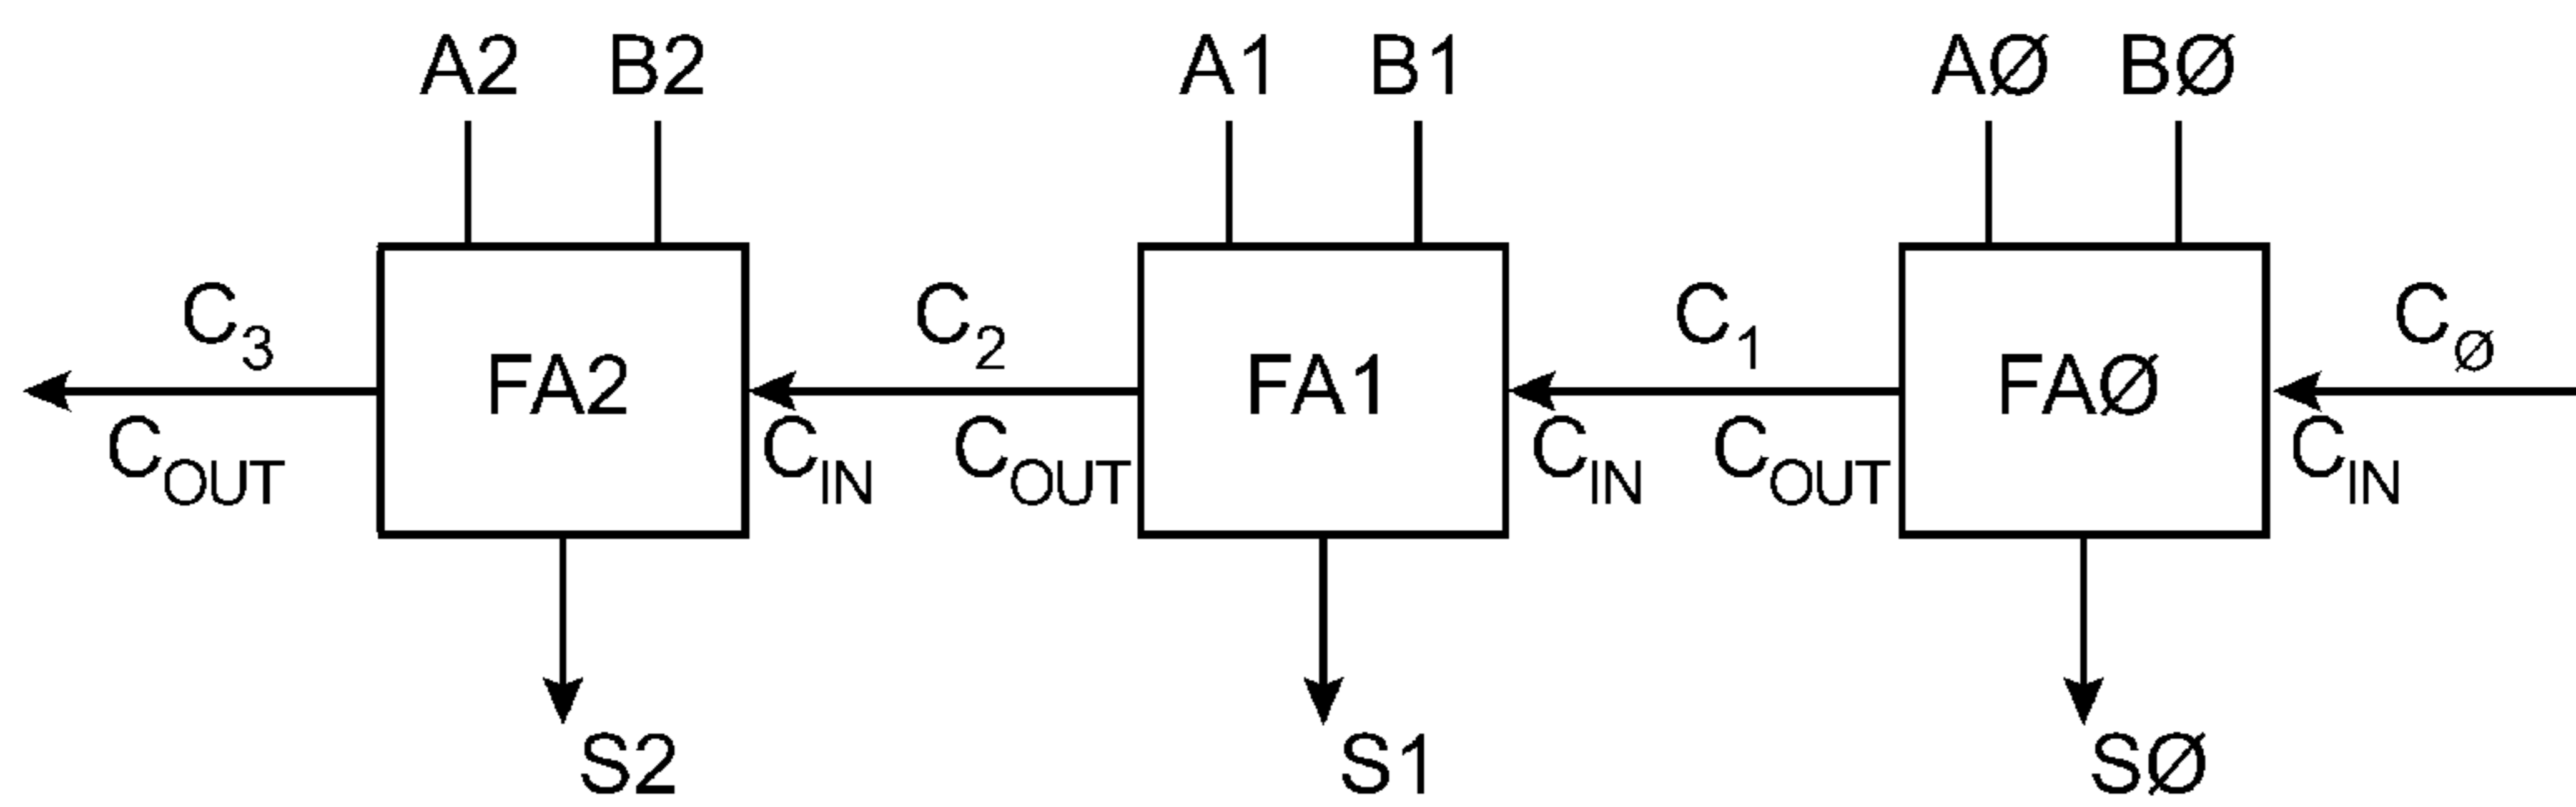 A2 B2 A1 B1 AØ BØ
C3 C2 C1 CØ
FA2 FA1 FAØ
COUT CIN COUT CIN COUT CIN
S2 S1 SØ